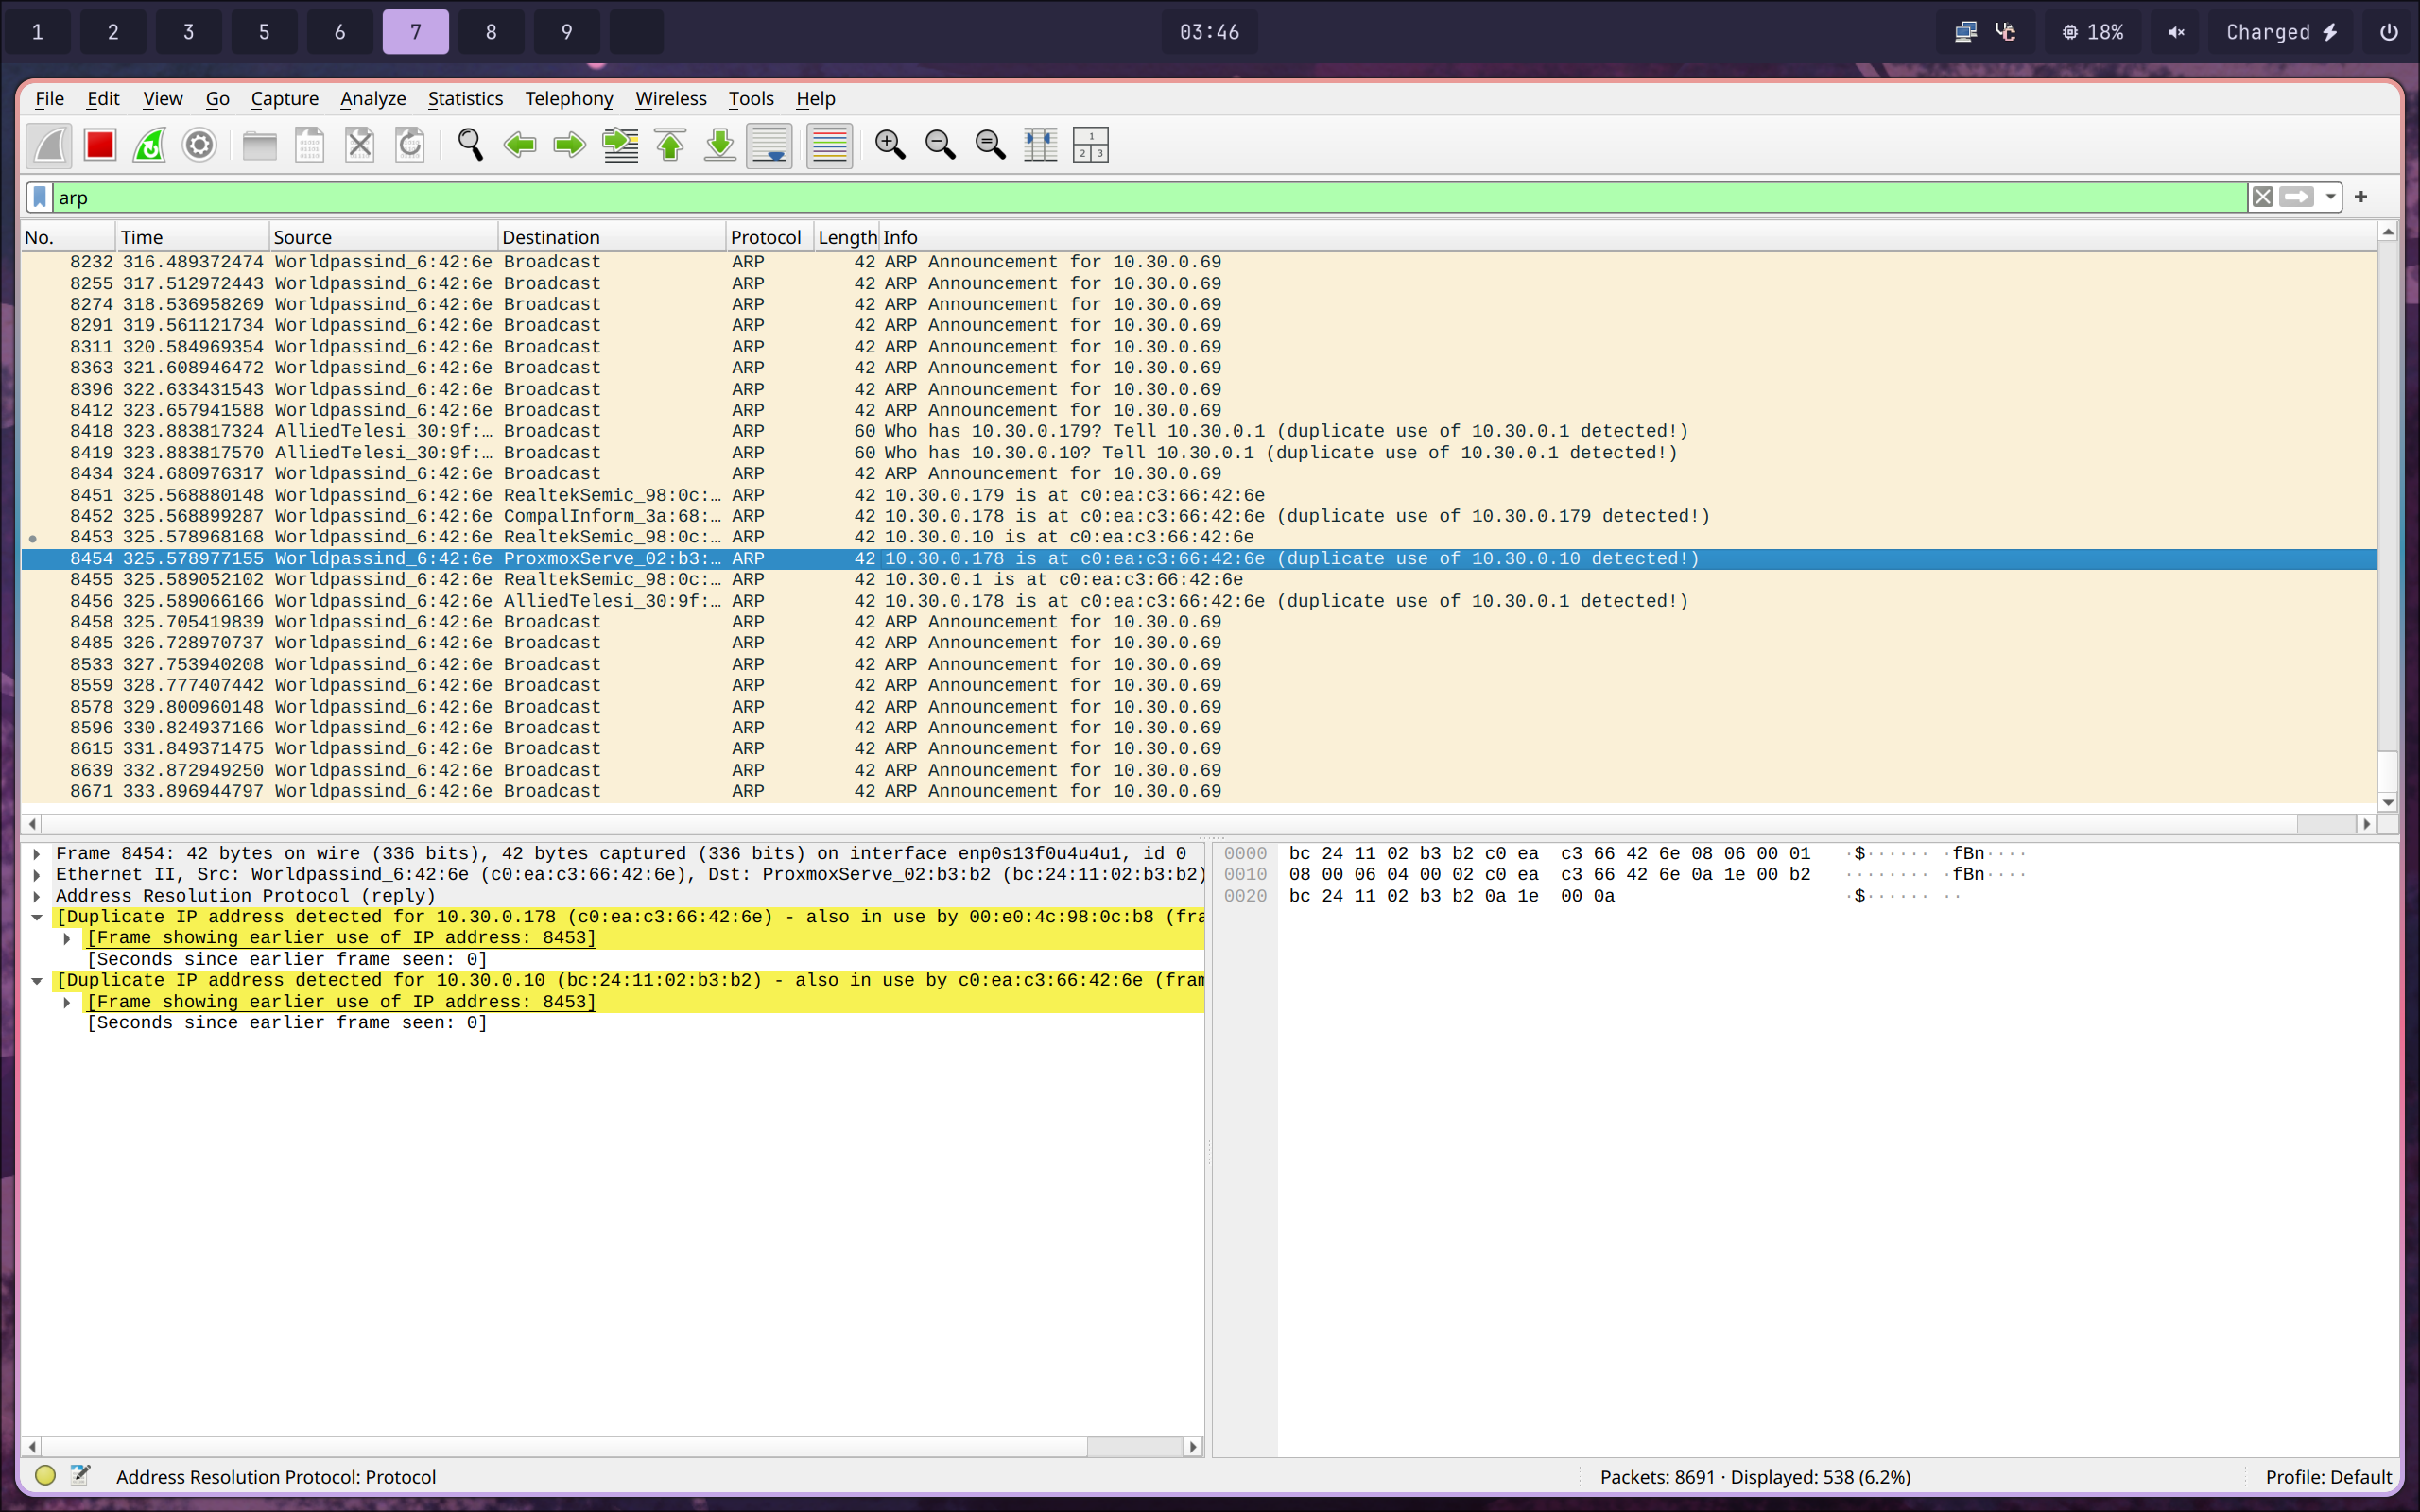 1 2 3 5 6 7 8 9 03:46 18% Charged
File Edit View Go Capture Analyze Statistics Telephony Wireless Tools Help
arp
No. Time Source Destination Protocol Length Info
8232 316.489372474 Worldpassind_6:42:6e Broadcast ARP 42 ARP Announcement for 10.30.0.69
8255 317.512972443 Worldpassind_6:42:6e Broadcast ARP 42 ARP Announcement for 10.30.0.69
8274 318.536958269 Worldpassind_6:42:6e Broadcast ARP 42 ARP Announcement for 10.30.0.69
8291 319.561121734 Worldpassind_6:42:6e Broadcast ARP 42 ARP Announcement for 10.30.0.69
8311 320.584969354 Worldpassind_6:42:6e Broadcast ARP 42 ARP Announcement for 10.30.0.69
8363 321.608946472 Worldpassind_6:42:6e Broadcast ARP 42 ARP Announcement for 10.30.0.69
8396 322.633431543 Worldpassind_6:42:6e Broadcast ARP 42 ARP Announcement for 10.30.0.69
8412 323.657941588 Worldpassind_6:42:6e Broadcast ARP 42 ARP Announcement for 10.30.0.69
8418 323.883817324 AlliedTelesi_30:9f:… Broadcast ARP 60 Who has 10.30.0.179? Tell 10.30.0.1 (duplicate use of 10.30.0.1 detected!)
8419 323.883817570 AlliedTelesi_30:9f:… Broadcast ARP 60 Who has 10.30.0.10? Tell 10.30.0.1 (duplicate use of 10.30.0.1 detected!)
8434 324.680976317 Worldpassind_6:42:6e Broadcast ARP 42 ARP Announcement for 10.30.0.69
8451 325.568880148 Worldpassind_6:42:6e RealtekSemic_98:0c:… ARP 42 10.30.0.179 is at c0:ea:c3:66:42:6e
8452 325.568899287 Worldpassind_6:42:6e CompalInform_3a:68:… ARP 42 10.30.0.178 is at c0:ea:c3:66:42:6e (duplicate use of 10.30.0.179 detected!)
8453 325.578968168 Worldpassind_6:42:6e RealtekSemic_98:0c:… ARP 42 10.30.0.10 is at c0:ea:c3:66:42:6e
8454 325.578977155 Worldpassind_6:42:6e ProxmoxServe_02:b3:… ARP 42 10.30.0.178 is at c0:ea:c3:66:42:6e (duplicate use of 10.30.0.10 detected!)
8455 325.589052102 Worldpassind_6:42:6e RealtekSemic_98:0c:… ARP 42 10.30.0.1 is at c0:ea:c3:66:42:6e
8456 325.589066166 Worldpassind_6:42:6e AlliedTelesi_30:9f:… ARP 42 10.30.0.178 is at c0:ea:c3:66:42:6e (duplicate use of 10.30.0.1 detected!)
8458 325.705419839 Worldpassind_6:42:6e Broadcast ARP 42 ARP Announcement for 10.30.0.69
8485 326.728970737 Worldpassind_6:42:6e Broadcast ARP 42 ARP Announcement for 10.30.0.69
8533 327.753940208 Worldpassind_6:42:6e Broadcast ARP 42 ARP Announcement for 10.30.0.69
8559 328.777407442 Worldpassind_6:42:6e Broadcast ARP 42 ARP Announcement for 10.30.0.69
8578 329.800960148 Worldpassind_6:42:6e Broadcast ARP 42 ARP Announcement for 10.30.0.69
8596 330.824937166 Worldpassind_6:42:6e Broadcast ARP 42 ARP Announcement for 10.30.0.69
8615 331.849371475 Worldpassind_6:42:6e Broadcast ARP 42 ARP Announcement for 10.30.0.69
8639 332.872949250 Worldpassind_6:42:6e Broadcast ARP 42 ARP Announcement for 10.30.0.69
8671 333.896944797 Worldpassind_6:42:6e Broadcast ARP 42 ARP Announcement for 10.30.0.69
Frame 8454: 42 bytes on wire (336 bits), 42 bytes captured (336 bits) on interface enp0s13f0u4u4u1, id 0
Ethernet II, Src: Worldpassind_6:42:6e (c0:ea:c3:66:42:6e), Dst: ProxmoxServe_02:b3:b2 (bc:24:11:02:b3:b2)
Address Resolution Protocol (reply)
[Duplicate IP address detected for 10.30.0.178 (c0:ea:c3:66:42:6e) - also in use by 00:e0:4c:98:0c:b8 (fra
[Frame showing earlier use of IP address: 8453]
[Seconds since earlier frame seen: 0]
[Duplicate IP address detected for 10.30.0.10 (bc:24:11:02:b3:b2) - also in use by c0:ea:c3:66:42:6e (fram
[Frame showing earlier use of IP address: 8453]
[Seconds since earlier frame seen: 0]
0000 bc 24 11 02 b3 b2 c0 ea c3 66 42 6e 08 06 00 01 ·$······ ·fBn····
0010 08 00 06 04 00 02 c0 ea c3 66 42 6e 0a 1e 00 b2 ········ ·fBn····
0020 bc 24 11 02 b3 b2 0a 1e 00 0a ·$······ ··
Address Resolution Protocol: Protocol
Packets: 8691 · Displayed: 538 (6.2%)
Profile: Default